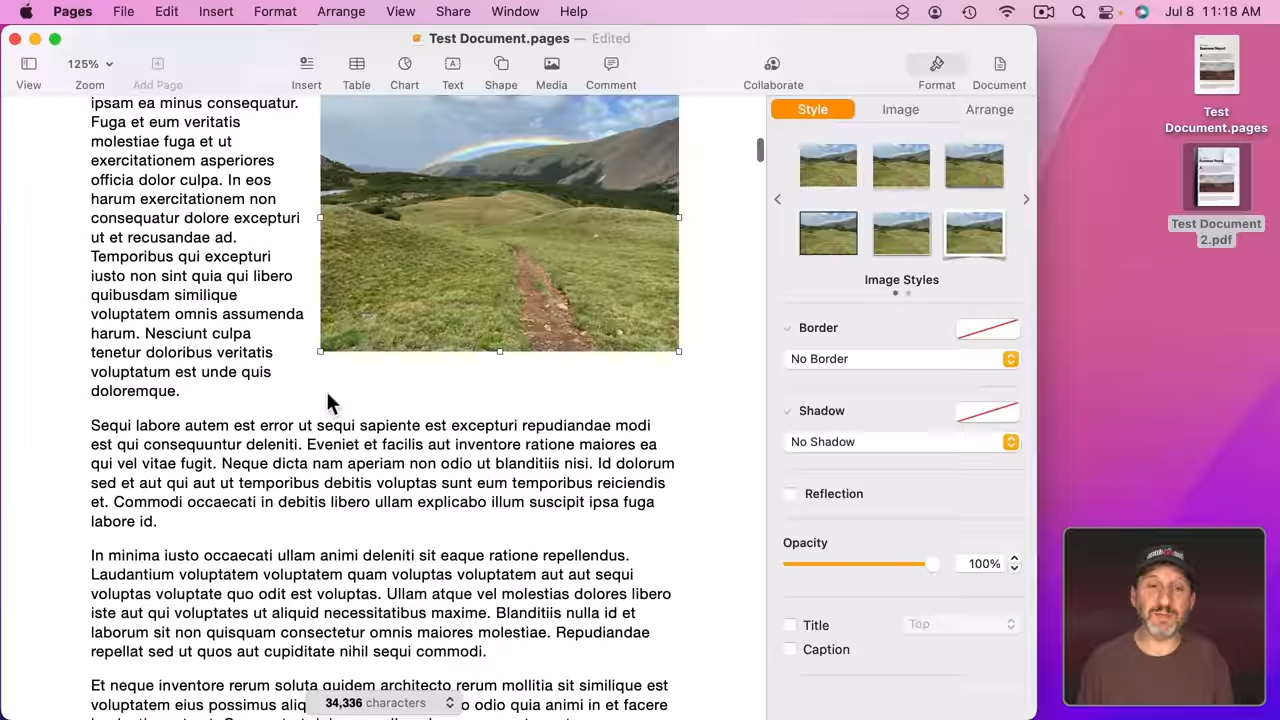 Pages File Edit Insert Format Arrange View Share Window Help Jul 8 11:18 AM
Test Document.pages — Edited
125%
View Zoom Add Page Insert Table Chart Text Shape Media Comment Collaborate Format Document
ipsam ea minus consequatur.
Fuga et eum veritatis
molestiae fuga et ut
exercitationem asperiores
officia dolor culpa. In eos
harum exercitationem non
consequatur dolore excepturi
ut et recusandae ad.
Temporibus qui excepturi
iusto non sint quia qui libero
quibusdam similique
voluptatem omnis assumenda
harum. Nesciunt culpa
tenetur doloribus veritatis
voluptatum est unde quis
doloremque.
Sequi labore autem est error ut sequi sapiente est excepturi repudiandae modi
est qui consequuntur deleniti. Eveniet et facilis aut inventore ratione maiores ea
qui vel vitae fugit. Neque dicta nam aperiam non odio ut blanditiis nisi. Id dolorum
sed et aut qui aut ut temporibus debitis voluptas sunt eum temporibus reiciendis
et. Commodi occaecati in debitis libero ullam explicabo illum suscipit ipsa fuga
labore id.
In minima iusto occaecati ullam animi deleniti sit eaque ratione repellendus.
Laudantium voluptatem voluptatem quam voluptas voluptatem aut aut sequi
voluptas voluptate quo odit est voluptas. Ullam atque vel molestias dolores libero
iste aut qui voluptates ut aliquid necessitatibus maxime. Blanditiis nulla id et
laborum sit non quisquam consectetur omnis maiores molestiae. Repudiandae
repellat sed ut quos aut cupiditate nihil sequi commodi.
Et neque inventore rerum soluta quidem architecto rerum mollitia sit similique est
voluptatem eius possimus odio quia animi in et facere
34,336 characters
Style Image Arrange
Image Styles
Border
No Border
Shadow
No Shadow
Reflection
Opacity
100%
Title Top
Caption
Test
Document.pages
Test Document
2.pdf